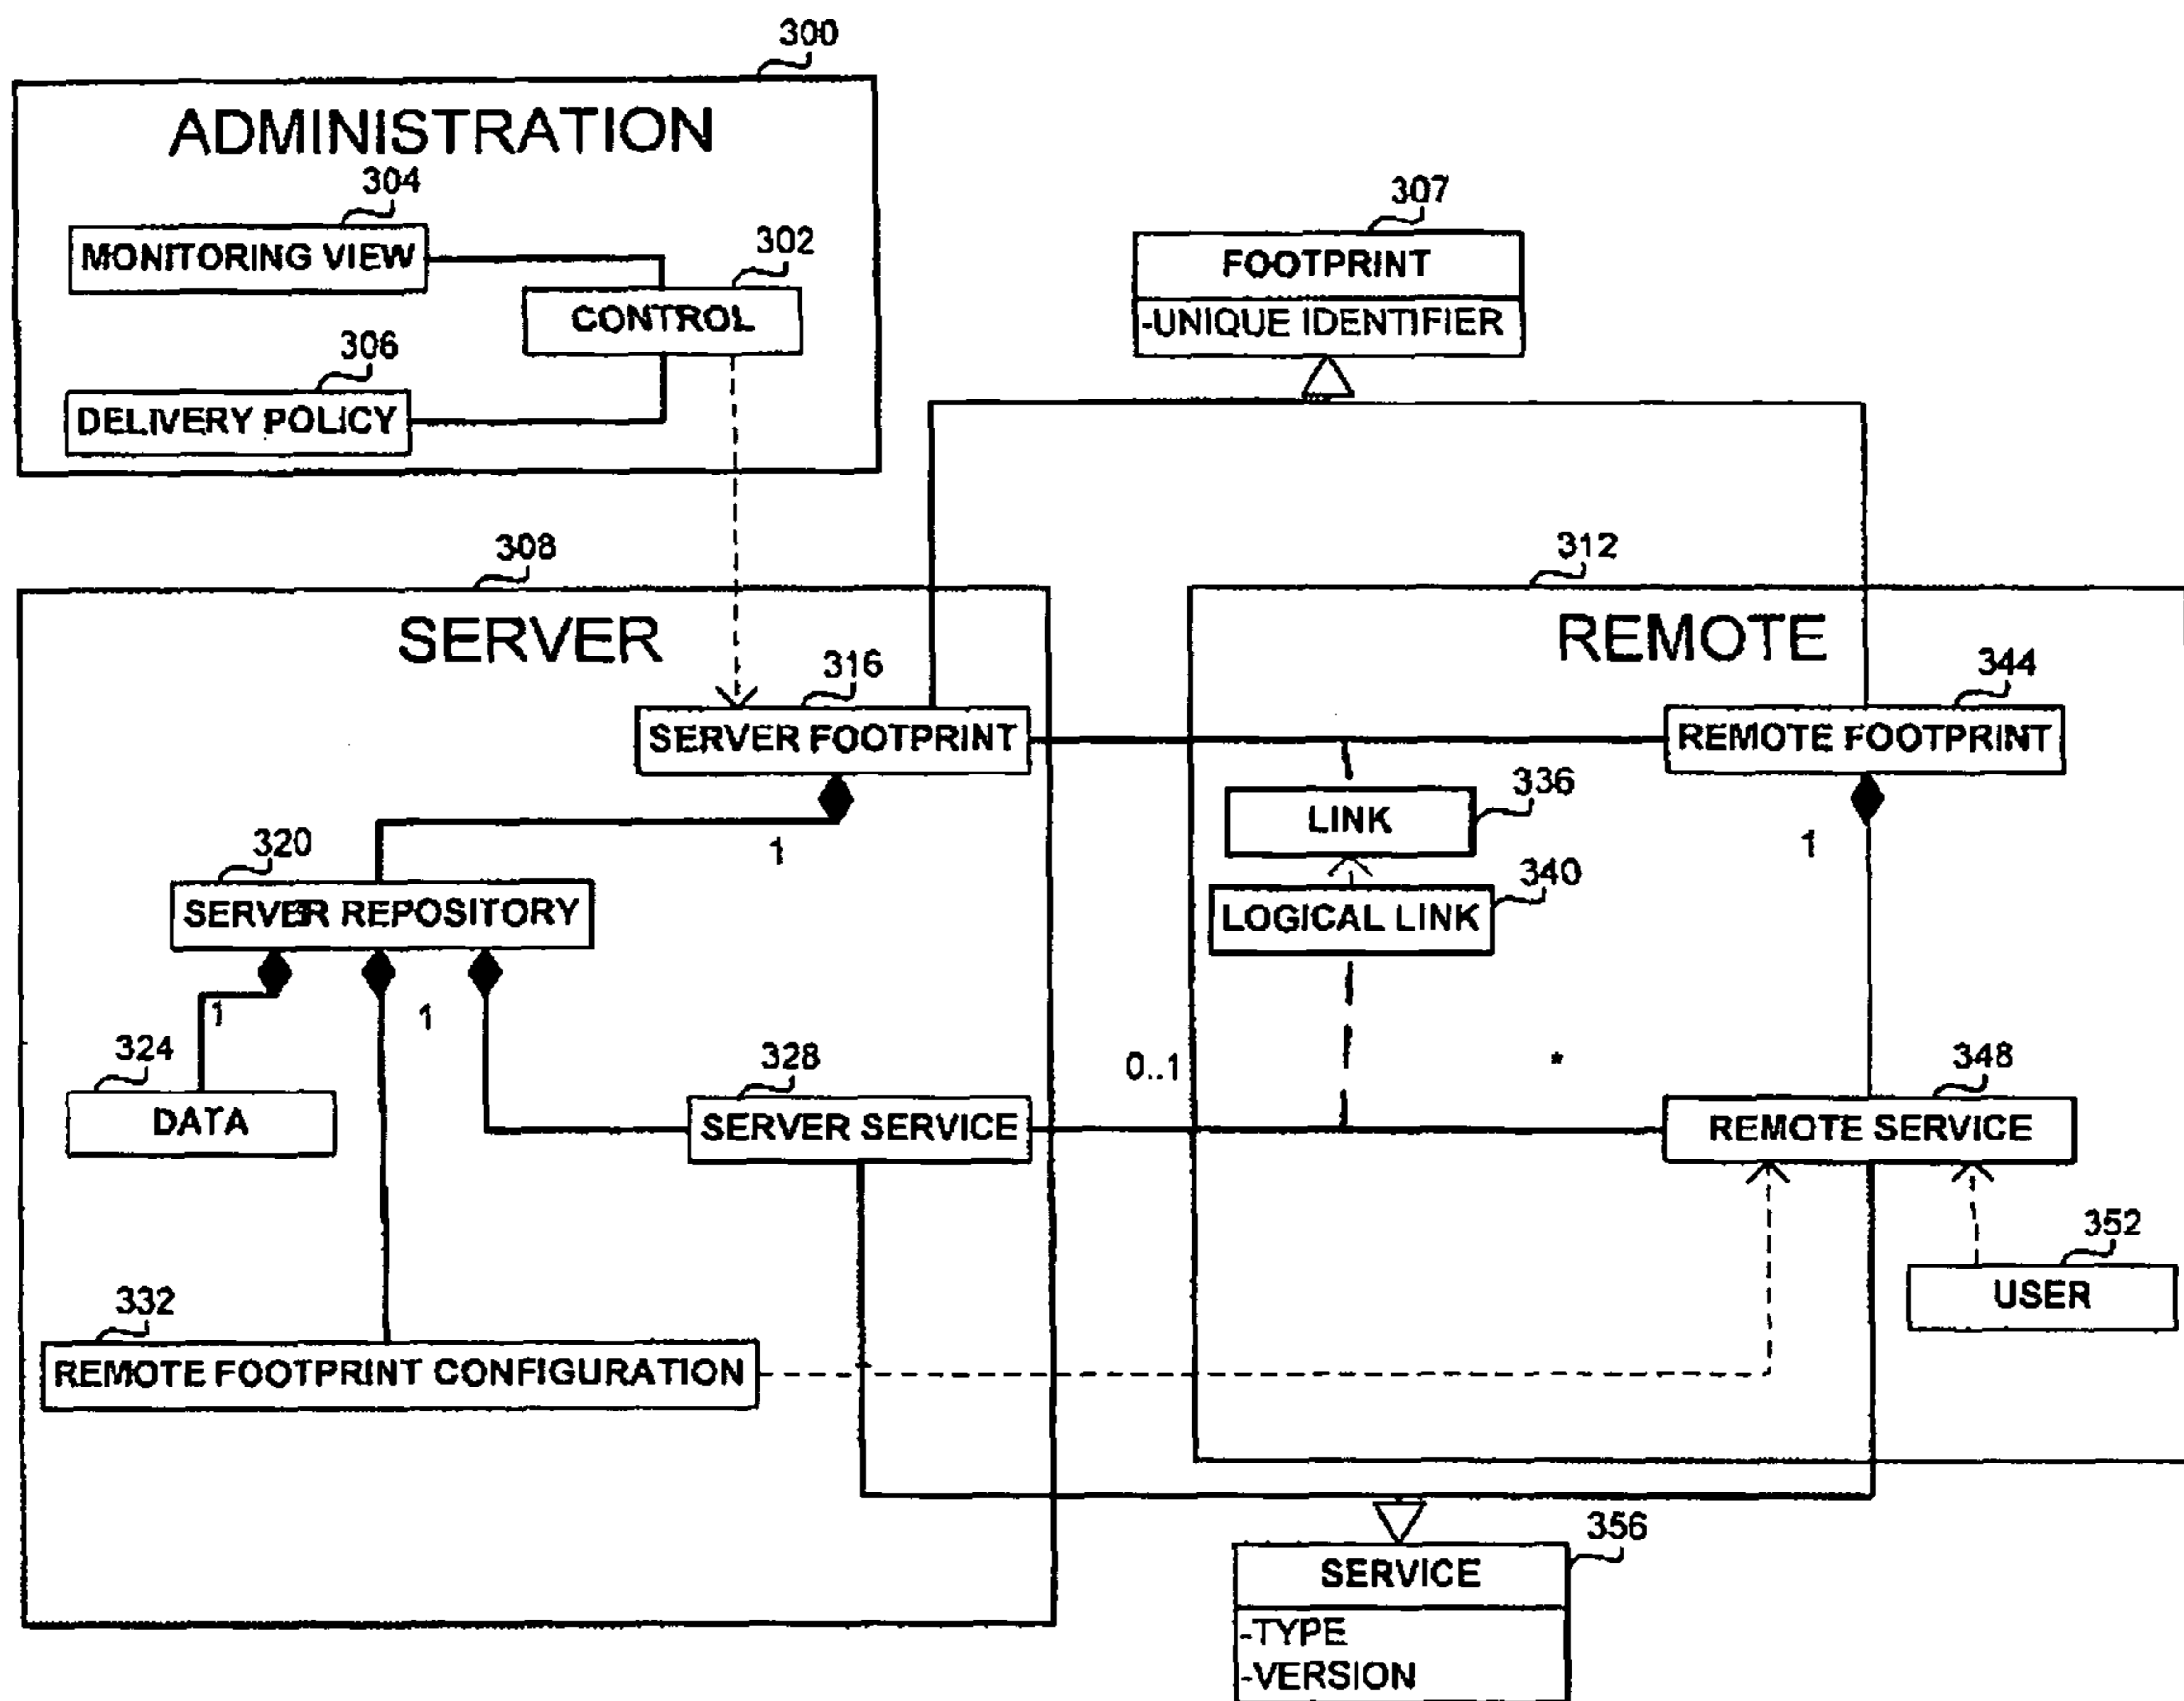 300
ADMINISTRATION
304
MONITORING VIEW
302
CONTROL
306
DELIVERY POLICY
307
FOOTPRINT
-UNIQUE IDENTIFIER
308
SERVER
316
SERVER FOOTPRINT
1
320
SERVER REPOSITORY
1
1
324
DATA
328
SERVER SERVICE
332
REMOTE FOOTPRINT CONFIGURATION
312
REMOTE
344
REMOTE FOOTPRINT
336
LINK
1
340
LOGICAL LINK
0..1
*
348
REMOTE SERVICE
352
USER
356
SERVICE
-TYPE
-VERSION